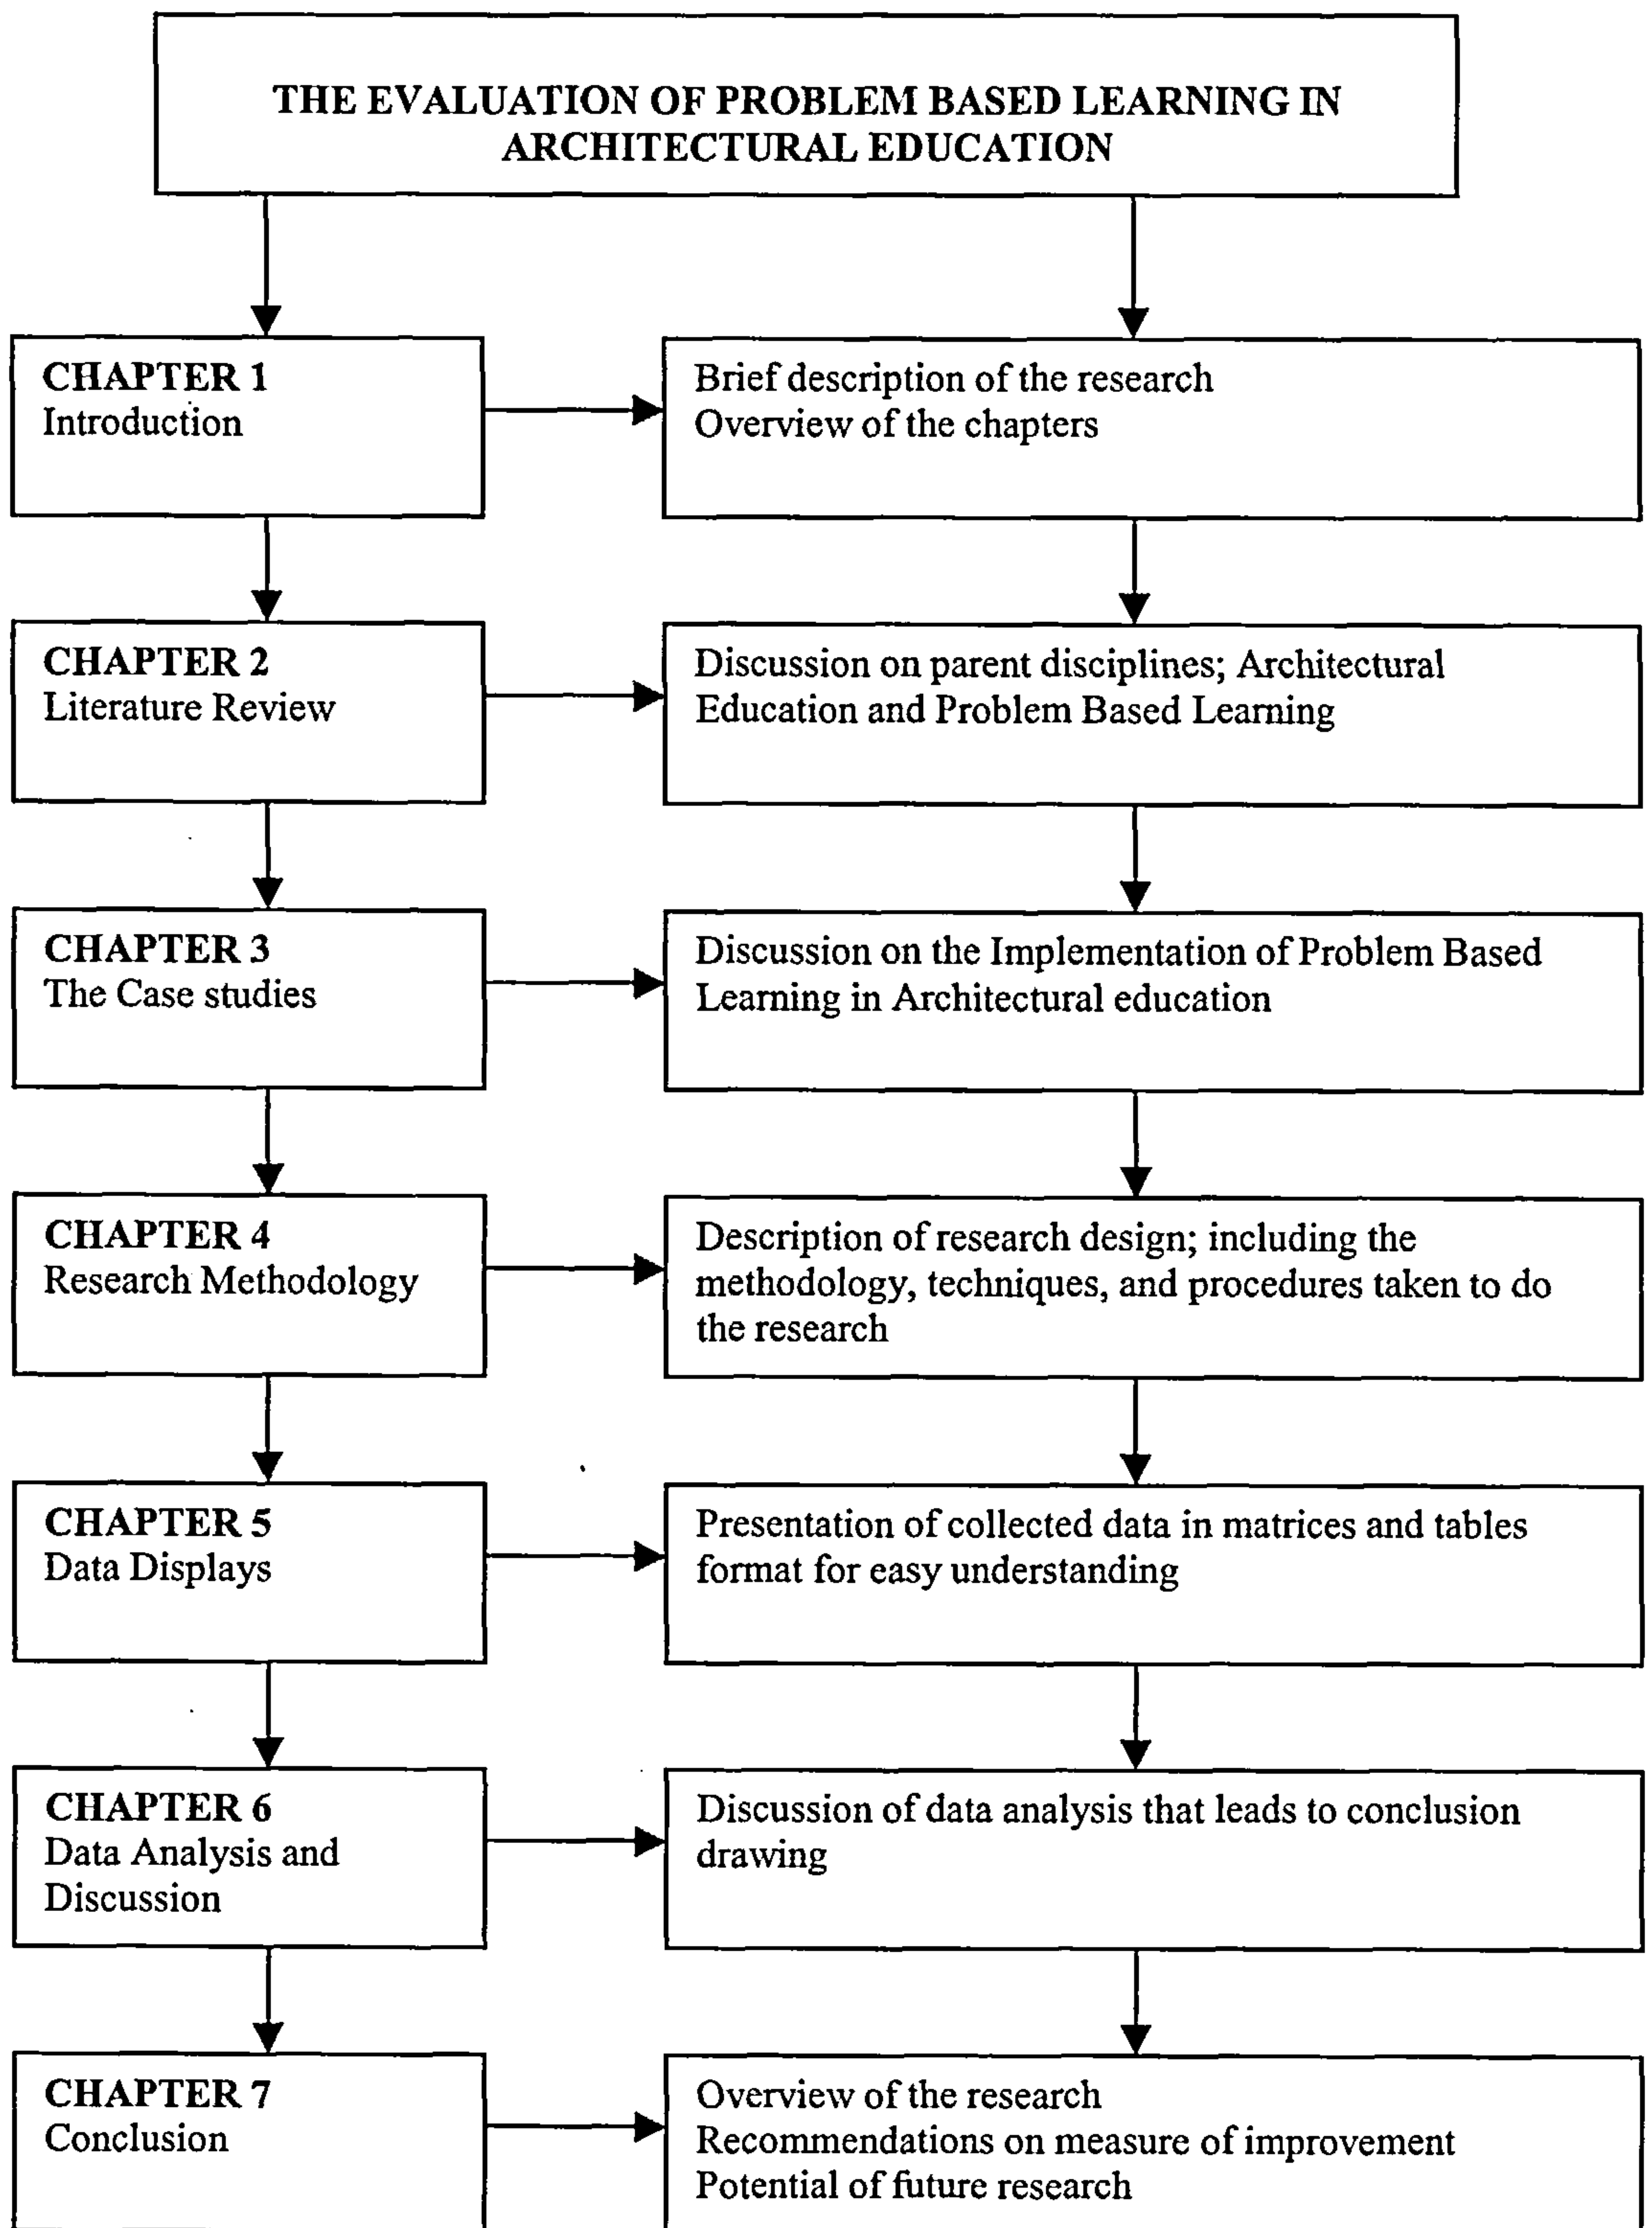 THE EVALUATION OF PROBLEM BASED LEARNING IN
ARCHITECTURAL EDUCATION
CHAPTER 1
Introduction
Brief description of the research
Overview of the chapters
CHAPTER 2
Literature Review
Discussion on parent disciplines; Architectural
Education and Problem Based Learning
CHAPTER 3
The Case studies
Discussion on the Implementation of Problem Based
Learning in Architectural education
CHAPTER 4
Research Methodology
Description of research design; including the
methodology, techniques, and procedures taken to do
the research
CHAPTER 5
Data Displays
Presentation of collected data in matrices and tables
format for easy understanding
CHAPTER 6
Data Analysis and
Discussion
Discussion of data analysis that leads to conclusion
drawing
CHAPTER 7
Conclusion
Overview of the research
Recommendations on measure of improvement
Potential of future research